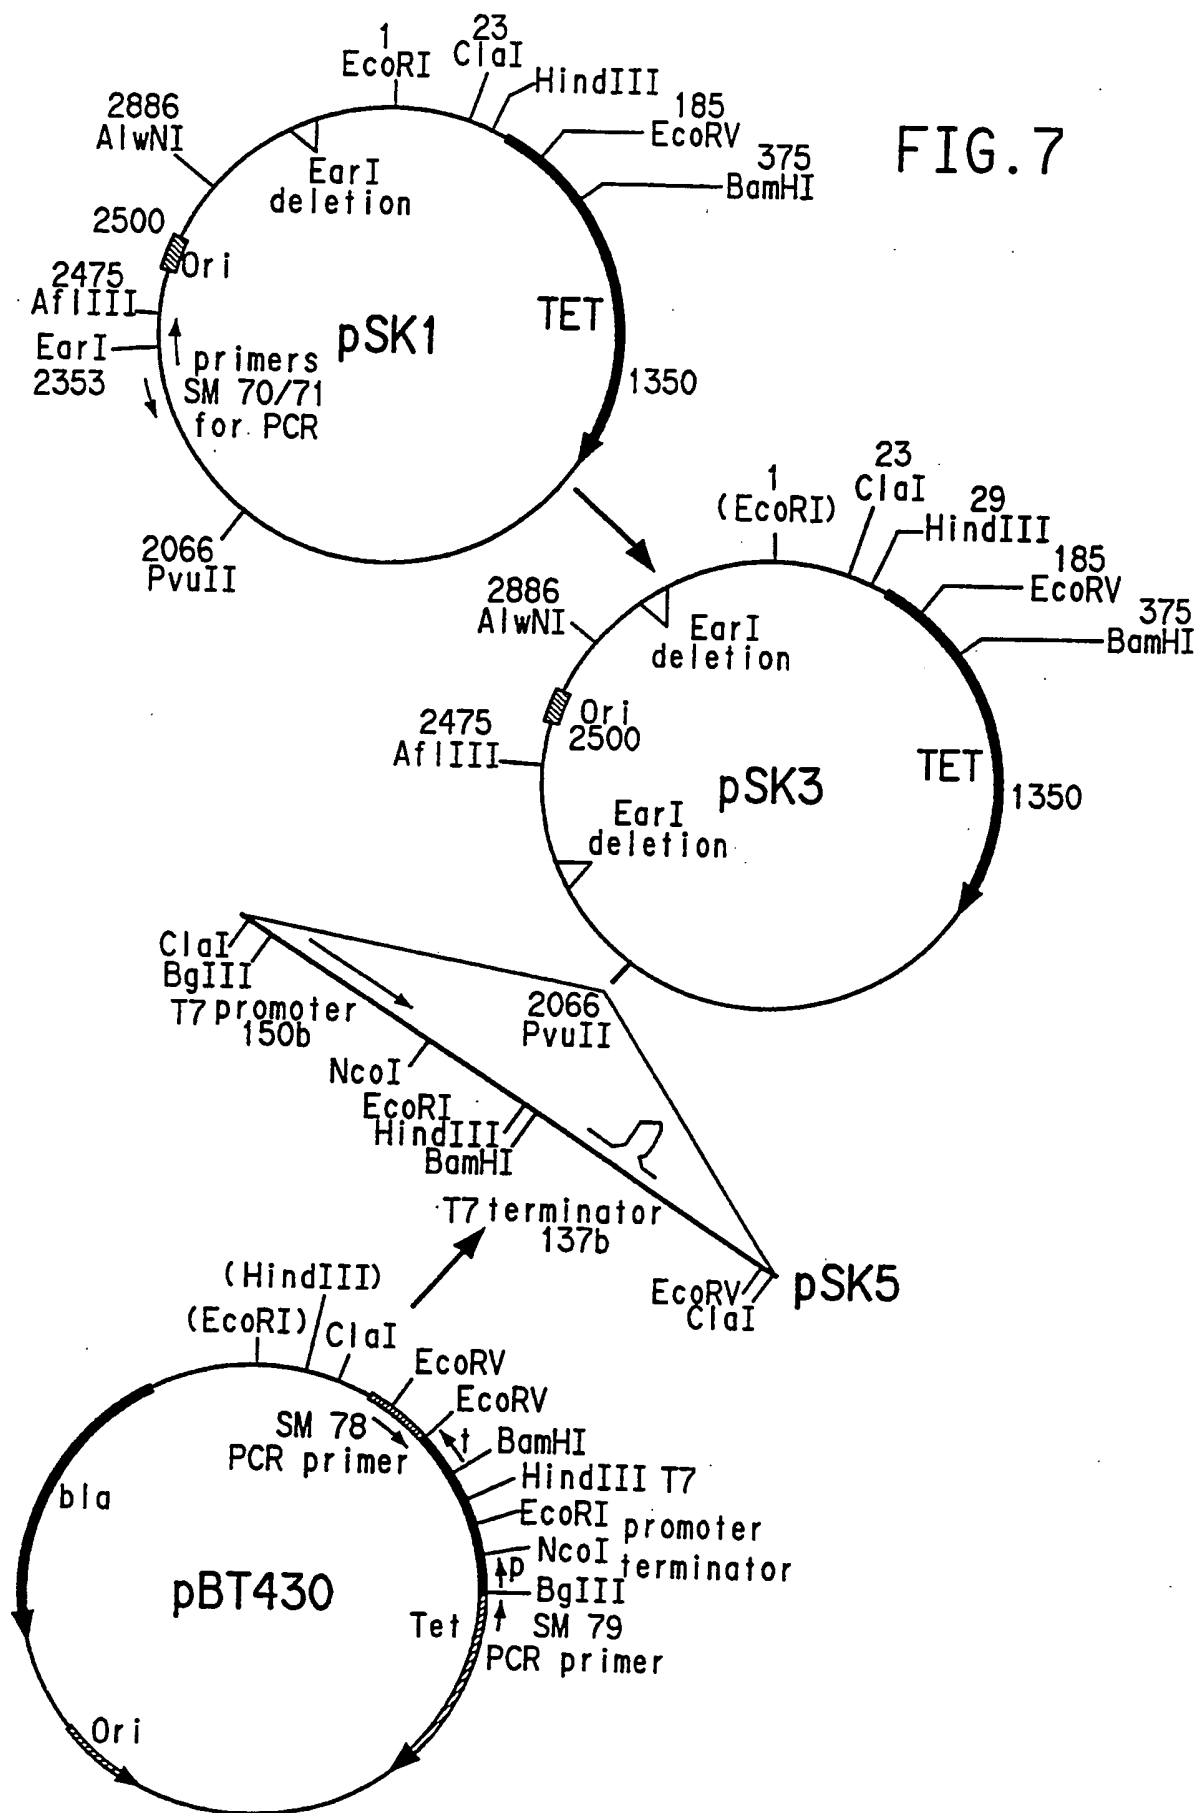 FIG.7
1
EcoRI
23
ClaI
HindIII
185
EcoRV
375
BamHI
2886
AlwNI
EarI
deletion
2500
Ori
2475
AflIII
EarI
2353
primers
SM 70/71
for PCR
pSK1
TET
1350
2066
PvuII
1
(EcoRI)
23
ClaI
29
HindIII
185
EcoRV
375
BamHI
2886
AlwNI
EarI
deletion
Ori
2500
2475
AflIII
pSK3
TET
1350
EarI
deletion
2066
PvuII
ClaI
BglII
T7 promoter
150b
NcoI
EcoRI
HindIII
BamHI
T7 terminator
137b
EcoRV
ClaI
pSK5
(HindIII)
(EcoRI)
ClaI
EcoRV
EcoRV
SM 78
PCR primer
t
BamHI
HindIII T7
EcoRI promoter
NcoI terminator
p
BglII
SM 79
PCR primer
bla
pBT430
Tet
Ori